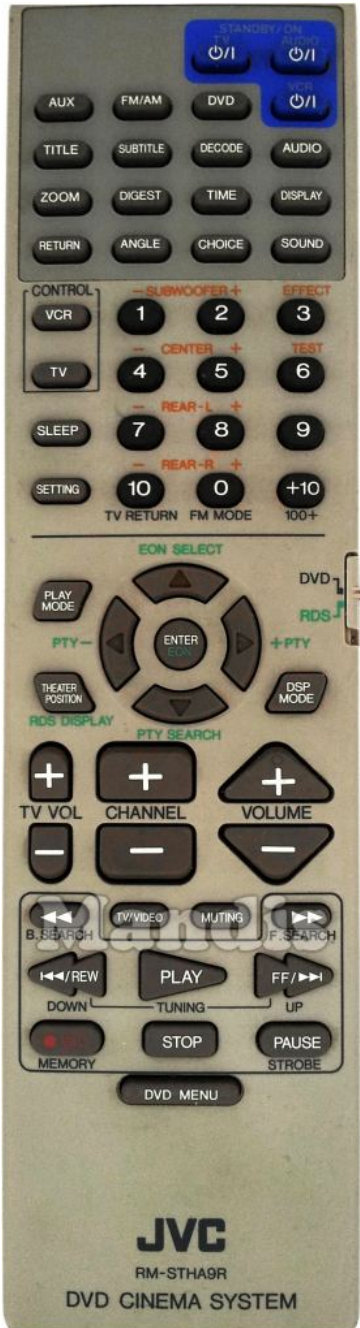 STANDBY/ON
TV AUDIO
⏻/I ⏻/I
VCR
AUX FM/AM DVD ⏻/I
TITLE SUBTITLE DECODE AUDIO
ZOOM DIGEST TIME DISPLAY
RETURN ANGLE CHOICE SOUND
CONTROL - SUBWOOFER + EFFECT
VCR 1 2 3
- CENTER + TEST
TV 4 5 6
- REAR-L +
SLEEP 7 8 9
- REAR-R +
SETTING 10 0 +10
TV RETURN FM MODE 100+
EON SELECT
DVD
PLAY MODE
RDS
ENTER
EON
PTY- +PTY
THEATER POSITION DSP MODE
RDS DISPLAY
PTY SEARCH
+ + +
TV VOL CHANNEL VOLUME
- - -
◀◀ TV/VIDEO MUTING ▶▶
B.SEARCH F.SEARCH
Mandis
I◀◀/REW PLAY FF/▶▶I
DOWN TUNING UP
STOP PAUSE
MEMORY STROBE
DVD MENU
JVC
RM-STHA9R
DVD CINEMA SYSTEM